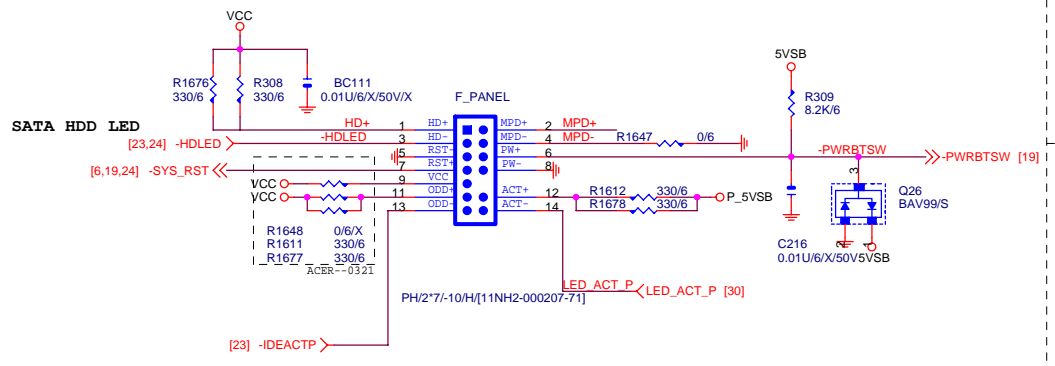 VCC
5VSB
R1676
330/6
R308
330/6
BC111
0.01U/6/X/50V/X
R309
8.2K/6
F_PANEL
SATA HDD LED
HD+ 1 HD+ MPD+ 2 MPD+
[23,24] -HDLED -HDLED 3 HD- MPD- 4 MPD- R1647 0/6
5 RST- PW+ 6 -PWRBTSW -PWRBTSW [19]
[6,19,24] -SYS_RST 7 RST+ PW- 8
3
VCC 9 VCC
VCC 11 ODD+ ACT+ 12 R1612 330/6 P_5VSB
13 ODD- ACT- 14 R1678 330/6
Q26
BAV99/S
R1648 0/6/X
R1611 330/6
R1677 330/6
ACER--0321
C216
0.01U/6/X/50V
2
1
5VSB
LED_ACT_P LED_ACT_P [30]
PH/2*7/-10/H/[11NH2-000207-71]
[23] -IDEACTP